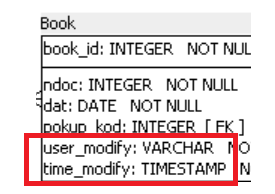 Book
book_id: INTEGER NOT NUL
ndoc: INTEGER NOT NULL
dat: DATE NOT NULL
pokup_kod: INTEGER [ FK ]
user_modify: VARCHAR NO
time_modify: TIMESTAMP N